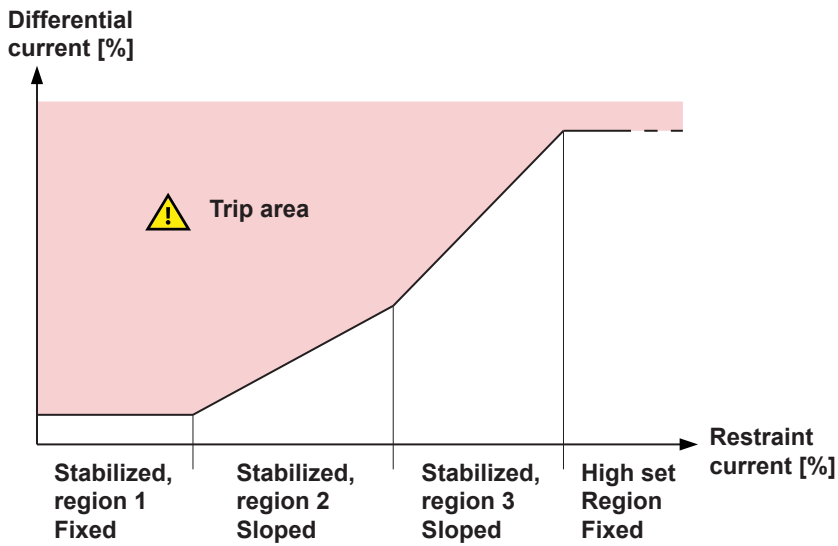 Differential
current [%]
! Trip area
Restraint
current [%]
Stabilized,
region 1
Fixed
Stabilized,
region 2
Sloped
Stabilized,
region 3
Sloped
High set
Region
Fixed